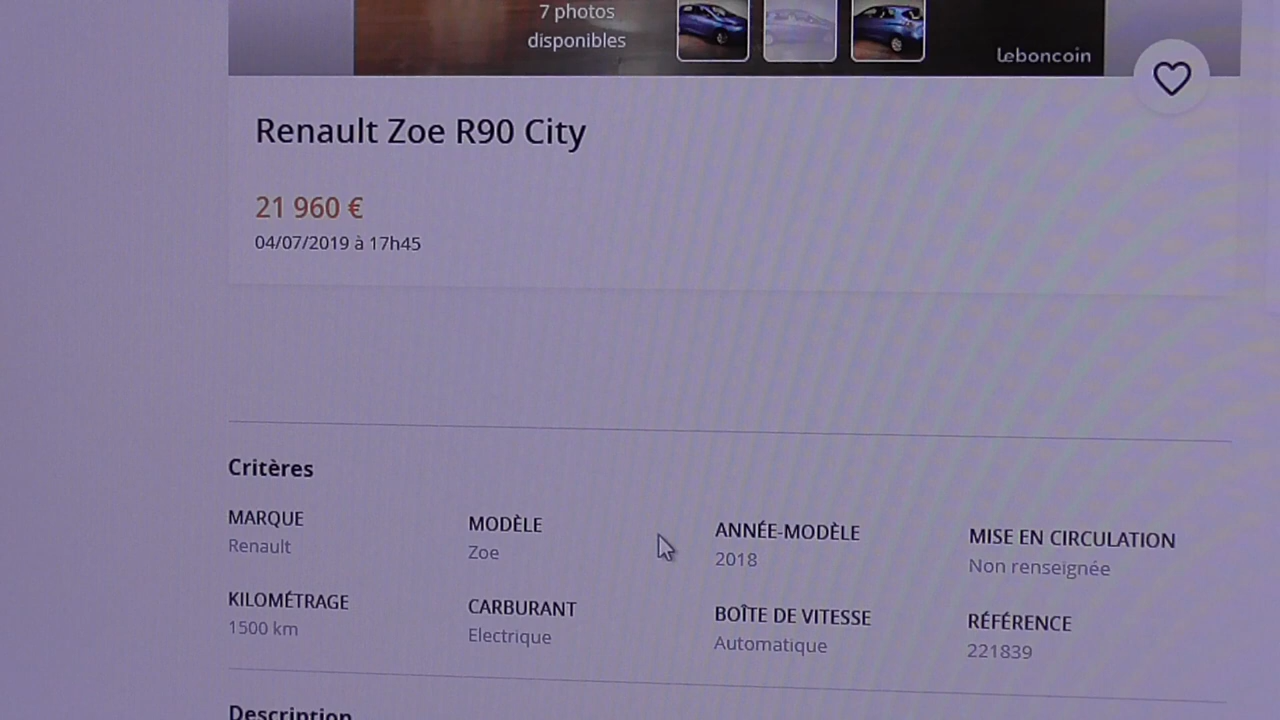 7 photos
disponibles
leboncoin
Renault Zoe R90 City
21 960 €
04/07/2019 à 17h45
Critères
MARQUE
Renault
MODÈLE
Zoe
ANNÉE-MODÈLE
2018
MISE EN CIRCULATION
Non renseignée
KILOMÉTRAGE
1500 km
CARBURANT
Electrique
BOÎTE DE VITESSE
Automatique
RÉFÉRENCE
221839
Description